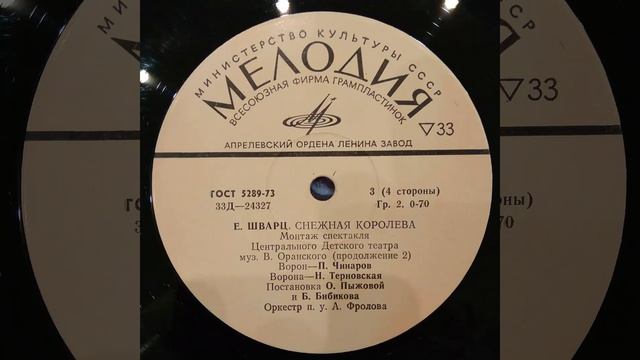 МИНИСТЕРСТВО КУЛЬТУРЫ СССР
МЕЛОДИЯ
ВСЕСОЮЗНАЯ ФИРМА ГРАМПЛАСТИНОК
▽33
АПРЕЛЕВСКИЙ ОРДЕНА ЛЕНИНА ЗАВОД
ГОСТ 5289-73 3 (4 стороны)
33Д—24327 Гр. 2. 0-70
Е. ШВАРЦ. СНЕЖНАЯ КОРОЛЕВА
Монтаж спектакля
Центрального Детского театра
муз. В. Оранского (продолжение 2)
Ворон—П. Чинаров
Ворона—Н. Терновская
Постановка О. Пыжовой
и Б. Бибикова
Оркестр п. у. А. Фролова